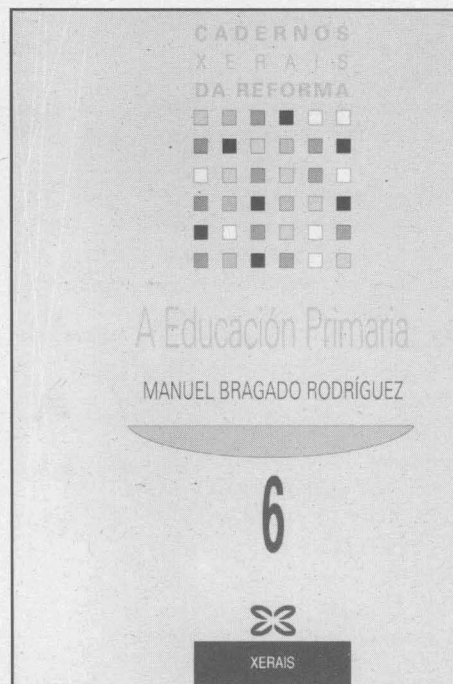 CADERNOS
XERAIS
DA REFORMA
A Educación Primaria
MANUEL BRAGADO RODRÍGUEZ
6
XERAIS